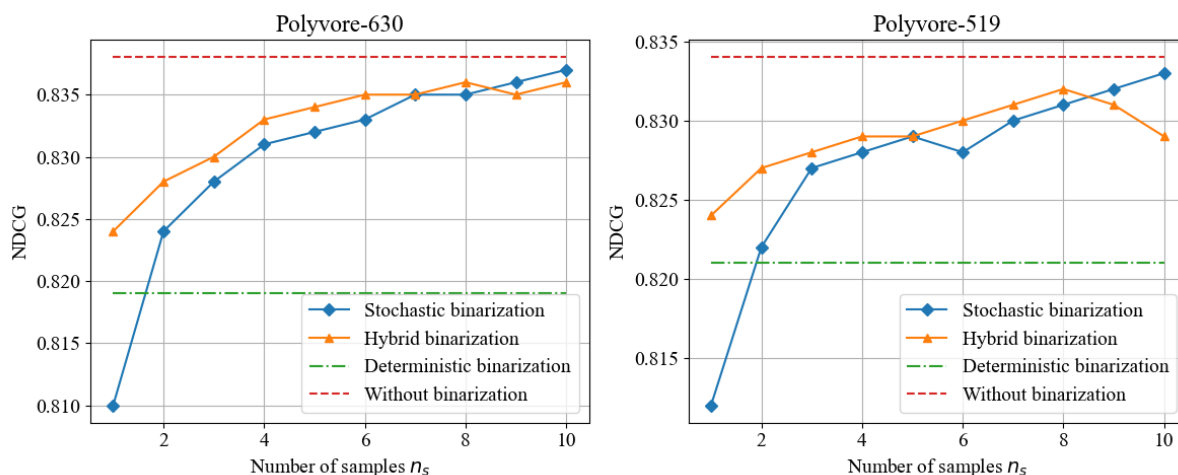 Polyvore-630
NDCG
0.835
0.830
0.825
0.820
0.815
0.810
2
4
6
8
10
Number of samples n_s
Stochastic binarization
Hybrid binarization
Deterministic binarization
Without binarization
Polyvore-519
NDCG
0.835
0.830
0.825
0.820
0.815
2
4
6
8
10
Number of samples n_s
Stochastic binarization
Hybrid binarization
Deterministic binarization
Without binarization